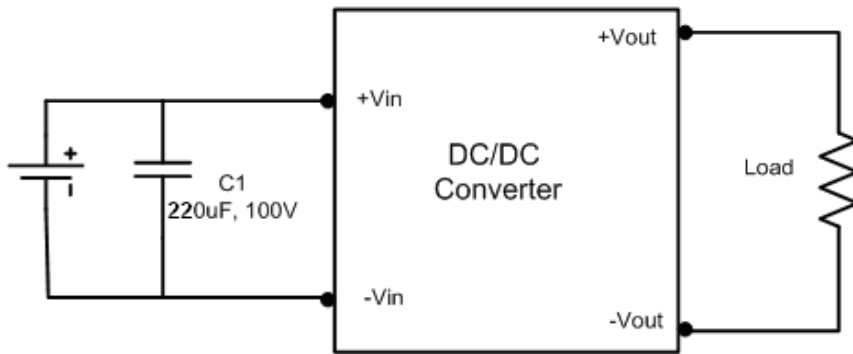 +Vout
+Vin
DC/DC
Converter
Load
+
-
C1
220uF, 100V
-Vin
-Vout